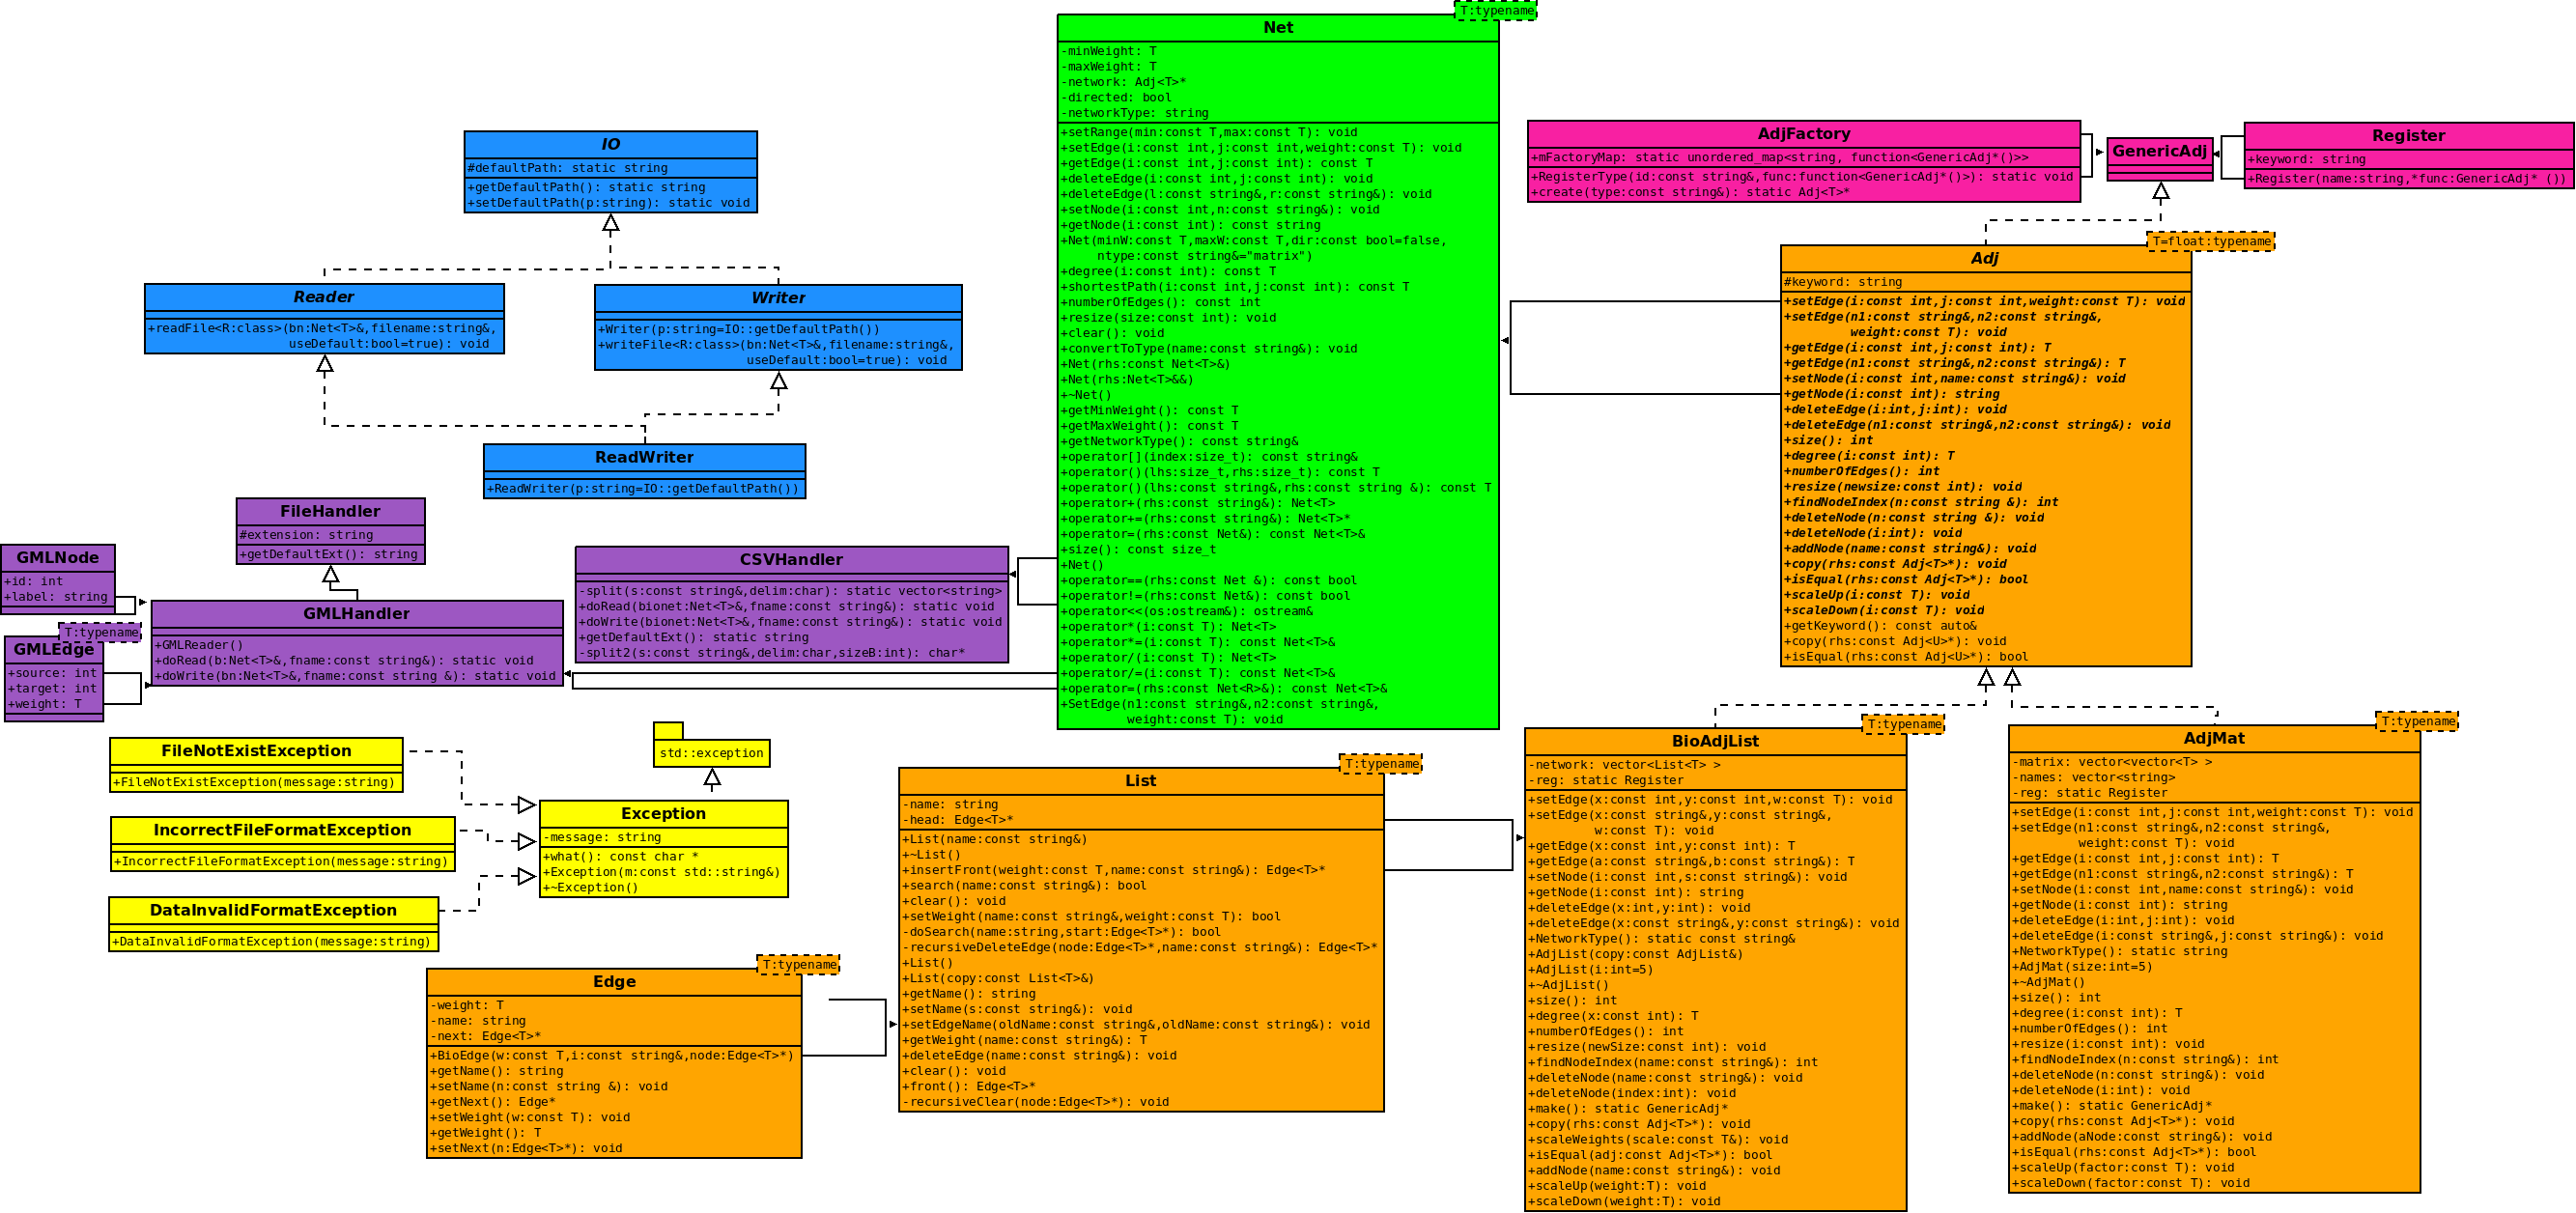 T:typename
Net
-minWeight: T
-maxWeight: T
-network: Adj<T>*
-directed: bool
-networkType: string
+setRange(min:const T,max:const T): void
+setEdge(i:const int,j:const int,weight:const T): void
+getEdge(i:const int,j:const int): const T
+deleteEdge(i:const int,j:const int): void
+deleteEdge(l:const string&,r:const string&): void
+setNode(i:const int,n:const string&): void
+getNode(i:const int): const string
+Net(minW:const T,maxW:const T,dir:const bool=false,
ntype:const string&="matrix")
+degree(i:const int): const T
+shortestPath(i:const int,j:const int): const T
+numberOfEdges(): const int
+resize(size:const int): void
+clear(): void
+convertToType(name:const string&): void
+Net(rhs:const Net<T>&)
+Net(rhs:Net<T>&&)
+~Net()
+getMinWeight(): const T
+getMaxWeight(): const T
+getNetworkType(): const string&
+operator[](index:size_t): const string&
+operator()(lhs:size_t,rhs:size_t): const T
+operator()(lhs:const string&,rhs:const string &): const T
+operator+(rhs:const string&): Net<T>
+operator+=(rhs:const string&): Net<T>*
+operator=(rhs:const Net&): const Net<T>&
+size(): const size_t
+Net()
+operator==(rhs:const Net &): const bool
+operator!=(rhs:const Net&): const bool
+operator<<(os:ostream&): ostream&
+operator*(i:const T): Net<T>
+operator*=(i:const T): const Net<T>&
+operator/(i:const T): Net<T>
+operator/=(i:const T): const Net<T>&
+operator=(rhs:const Net<R>&): const Net<T>&
+SetEdge(n1:const string&,n2:const string&,
weight:const T): void
IO
#defaultPath: static string
+getDefaultPath(): static string
+setDefaultPath(p:string): static void
Reader
+readFile<R:class>(bn:Net<T>&,filename:string&,
useDefault:bool=true): void
Writer
+Writer(p:string=IO::getDefaultPath())
+writeFile<R:class>(bn:Net<T>&,filename:string&,
useDefault:bool=true): void
ReadWriter
+ReadWriter(p:string=IO::getDefaultPath())
AdjFactory
+mFactoryMap: static unordered_map<string, function<GenericAdj*()>>
+RegisterType(id:const string&,func:function<GenericAdj*()>): static void
+create(type:const string&): static Adj<T>*
GenericAdj
Register
+keyword: string
+Register(name:string,*func:GenericAdj* ())
T=float:typename
Adj
#keyword: string
+setEdge(i:const int,j:const int,weight:const T): void
+setEdge(n1:const string&,n2:const string&,
weight:const T): void
+getEdge(i:const int,j:const int): T
+getEdge(n1:const string&,n2:const string&): T
+setNode(i:const int,name:const string&): void
+getNode(i:const int): string
+deleteEdge(i:int,j:int): void
+deleteEdge(n1:const string&,n2:const string&): void
+size(): int
+degree(i:const int): T
+numberOfEdges(): int
+resize(newsize:const int): void
+findNodeIndex(n:const string &): int
+deleteNode(n:const string &): void
+deleteNode(i:int): void
+addNode(name:const string&): void
+copy(rhs:const Adj<T>*): void
+isEqual(rhs:const Adj<T>*): bool
+scaleUp(i:const T): void
+scaleDown(i:const T): void
+getKeyword(): const auto&
+copy(rhs:const Adj<U>*): void
+isEqual(rhs:const Adj<U>*): bool
FileHandler
#extension: string
+getDefaultExt(): string
GMLNode
+id: int
+label: string
T:typename
GMLEdge
+source: int
+target: int
+weight: T
GMLHandler
+GMLReader()
+doRead(b:Net<T>&,fname:const string&): static void
+doWrite(bn:Net<T>&,fname:const string &): static void
CSVHandler
-split(s:const string&,delim:char): static vector<string>
+doRead(bionet:Net<T>&,fname:const string&): static void
+doWrite(bionet:Net<T>&,fname:const string&): static void
+getDefaultExt(): static string
-split2(s:const string&,delim:char,sizeB:int): char*
FileNotExistException
+FileNotExistException(message:string)
IncorrectFileFormatException
+IncorrectFileFormatException(message:string)
DataInvalidFormatException
+DataInvalidFormatException(message:string)
std::exception
Exception
-message: string
+what(): const char *
+Exception(m:const std::string&)
+~Exception()
T:typename
Edge
-weight: T
-name: string
-next: Edge<T>*
+BioEdge(w:const T,i:const string&,node:Edge<T>*)
+getName(): string
+setName(n:const string &): void
+getNext(): Edge*
+setWeight(w:const T): void
+getWeight(): T
+setNext(n:Edge<T>*): void
T:typename
List
-name: string
-head: Edge<T>*
+List(name:const string&)
+~List()
+insertFront(weight:const T,name:const string&): Edge<T>*
+search(name:const string&): bool
+clear(): void
+setWeight(name:const string&,weight:const T): bool
-doSearch(name:string,start:Edge<T>*): bool
-recursiveDeleteEdge(node:Edge<T>*,name:const string&): Edge<T>*
+List()
+List(copy:const List<T>&)
+getName(): string
+setName(s:const string&): void
+setEdgeName(oldName:const string&,oldName:const string&): void
+getWeight(name:const string&): T
+deleteEdge(name:const string&): void
+clear(): void
+front(): Edge<T>*
-recursiveClear(node:Edge<T>*): void
T:typename
BioAdjList
-network: vector<List<T> >
-reg: static Register
+setEdge(x:const int,y:const int,w:const T): void
+setEdge(x:const string&,y:const string&,
w:const T): void
+getEdge(x:const int,y:const int): T
+getEdge(a:const string&,b:const string&): T
+setNode(i:const int,s:const string&): void
+getNode(i:const int): string
+deleteEdge(x:int,y:int): void
+deleteEdge(x:const string&,y:const string&): void
+NetworkType(): static const string&
+AdjList(copy:const AdjList&)
+AdjList(i:int=5)
+~AdjList()
+size(): int
+degree(x:const int): T
+numberOfEdges(): int
+resize(newSize:const int): void
+findNodeIndex(name:const string&): int
+deleteNode(name:const string&): void
+deleteNode(index:int): void
+make(): static GenericAdj*
+copy(rhs:const Adj<T>*): void
+scaleWeights(scale:const T&): void
+isEqual(adj:const Adj<T>*): bool
+addNode(name:const string&): void
+scaleUp(weight:T): void
+scaleDown(weight:T): void
T:typename
AdjMat
-matrix: vector<vector<T> >
-names: vector<string>
-reg: static Register
+setEdge(i:const int,j:const int,weight:const T): void
+setEdge(n1:const string&,n2:const string&,
weight:const T): void
+getEdge(i:const int,j:const int): T
+getEdge(n1:const string&,n2:const string&): T
+setNode(i:const int,name:const string&): void
+getNode(i:const int): string
+deleteEdge(i:int,j:int): void
+deleteEdge(i:const string&,j:const string&): void
+NetworkType(): static string
+AdjMat(size:int=5)
+~AdjMat()
+size(): int
+degree(i:const int): T
+numberOfEdges(): int
+resize(i:const int): void
+findNodeIndex(n:const string&): int
+deleteNode(n:const string&): void
+deleteNode(i:int): void
+make(): static GenericAdj*
+copy(rhs:const Adj<T>*): void
+addNode(aNode:const string&): void
+isEqual(rhs:const Adj<T>*): bool
+scaleUp(factor:const T): void
+scaleDown(factor:const T): void